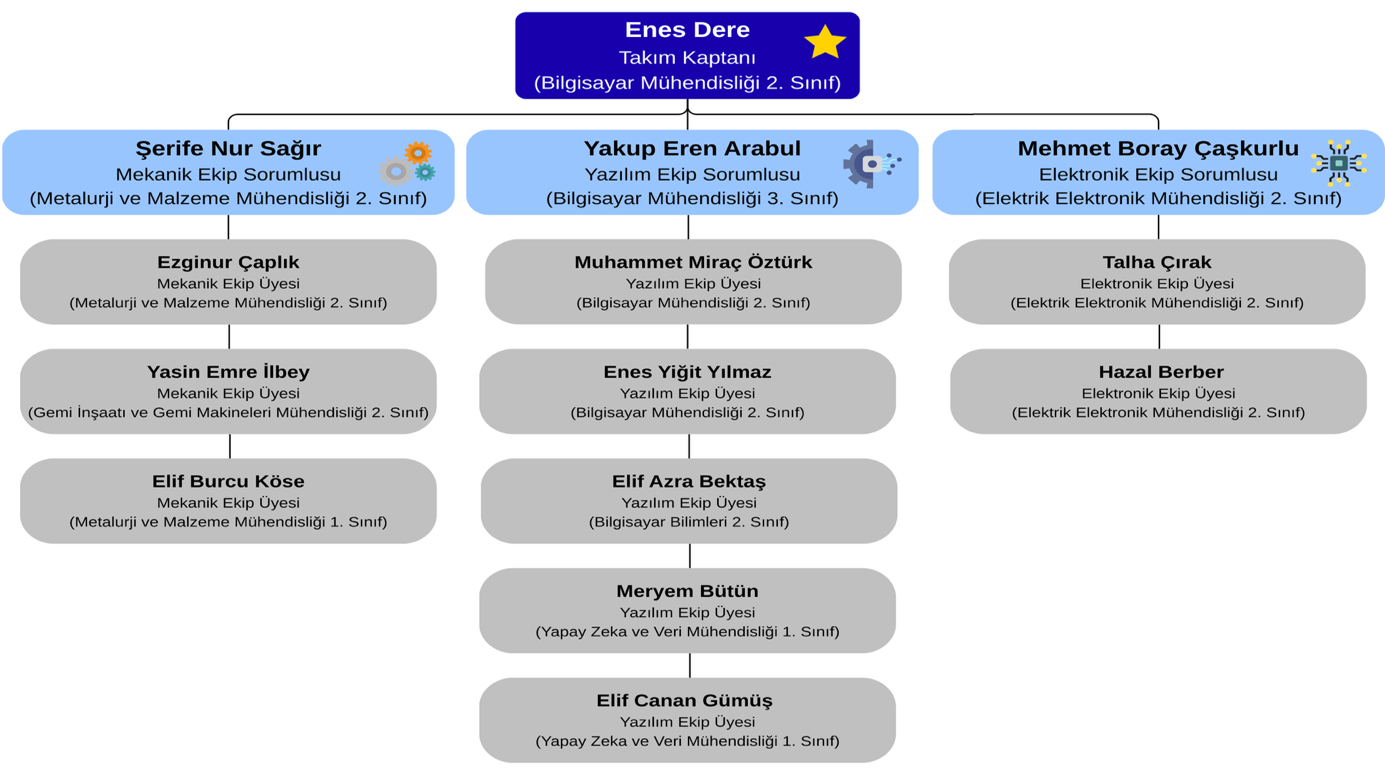 Enes Dere
Takım Kaptanı
(Bilgisayar Mühendisliği 2. Sınıf)
Şerife Nur Sağır
Mekanik Ekip Sorumlusu
(Metalurji ve Malzeme Mühendisliği 2. Sınıf)
Ezginur Çaplık
Mekanik Ekip Üyesi
(Metalurji ve Malzeme Mühendisliği 2. Sınıf)
Yasin Emre İlbey
Mekanik Ekip Üyesi
(Gemi İnşaatı ve Gemi Makineleri Mühendisliği 2. Sınıf)
Elif Burcu Köse
Mekanik Ekip Üyesi
(Metalurji ve Malzeme Mühendisliği 1. Sınıf)
Yakup Eren Arabul
Yazılım Ekip Sorumlusu
(Bilgisayar Mühendisliği 3. Sınıf)
Muhammet Miraç Öztürk
Yazılım Ekip Üyesi
(Bilgisayar Mühendisliği 2. Sınıf)
Enes Yiğit Yılmaz
Yazılım Ekip Üyesi
(Bilgisayar Mühendisliği 2. Sınıf)
Elif Azra Bektaş
Yazılım Ekip Üyesi
(Bilgisayar Bilimleri 2. Sınıf)
Meryem Bütün
Yazılım Ekip Üyesi
(Yapay Zeka ve Veri Mühendisliği 1. Sınıf)
Elif Canan Gümüş
Yazılım Ekip Üyesi
(Yapay Zeka ve Veri Mühendisliği 1. Sınıf)
Mehmet Boray Çaşkurlu
Elektronik Ekip Sorumlusu
(Elektrik Elektronik Mühendisliği 2. Sınıf)
Talha Çırak
Elektronik Ekip Üyesi
(Elektrik Elektronik Mühendisliği 2. Sınıf)
Hazal Berber
Elektronik Ekip Üyesi
(Elektrik Elektronik Mühendisliği 2. Sınıf)